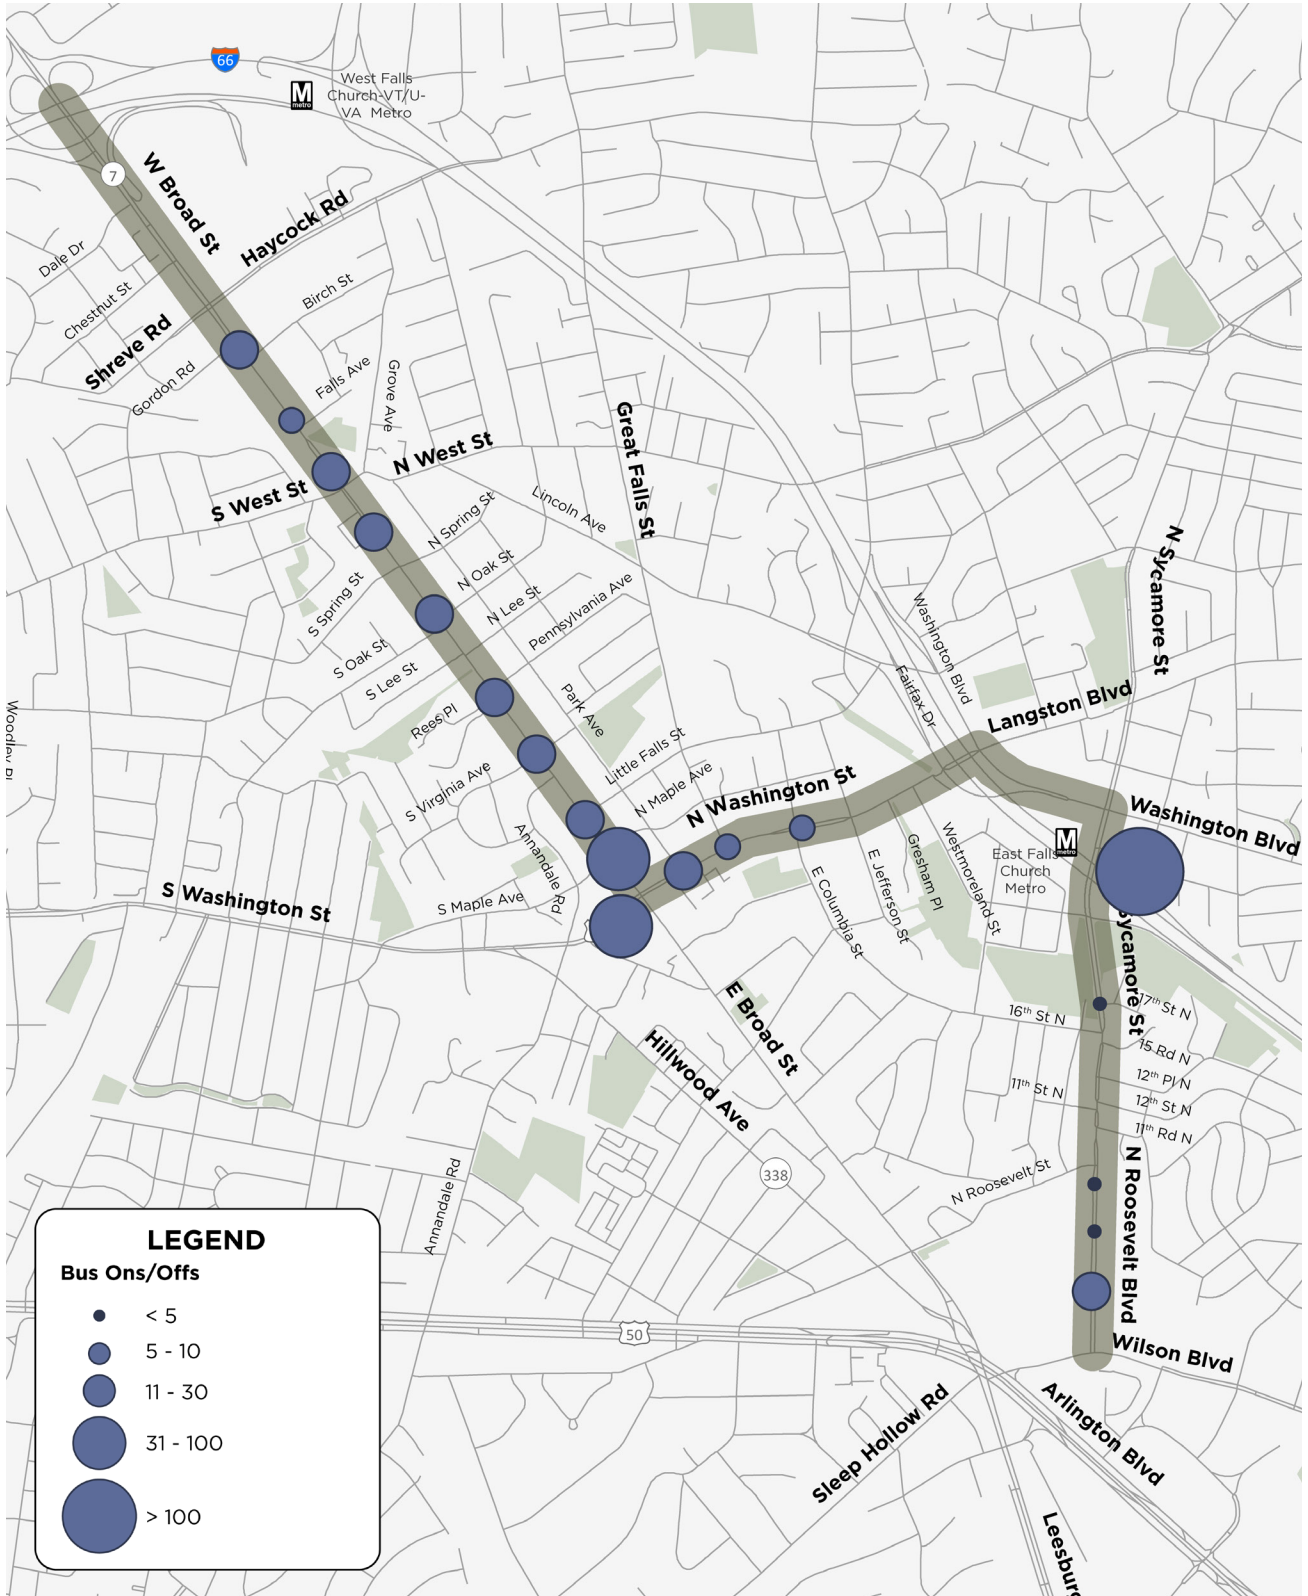 66
metro
West Falls
Church-VT/U-
VA Metro
7
W Broad St
Haycock Rd
Dale Dr
Chestnut St
Shreve Rd
Gordon Rd
Birch St
Falls Ave
Grove Ave
N West St
S West St
Great Falls St
Lincoln Ave
N Spring St
N Oak St
N Lee St
Pennsylvania Ave
S Spring St
S Oak St
S Lee St
Rees Pl
Park Ave
Little Falls St
N Maple Ave
S Virginia Ave
Annandale Rd
S Maple Ave
S Washington St
N Washington St
Woodley Pl
N Sycamore St
Washington Blvd
Fairfax Dr
Langston Blvd
Washington Blvd
metro
East Falls
Church
Metro
Westmoreland St
Gresham Pl
E Jefferson St
E Columbia St
Sycamore St
17th St N
16th St N
15 Rd N
12th Pl N
12th St N
11th St N
11th Rd N
E Broad St
Hillwood Ave
338
N Roosevelt St
N Roosevelt Blvd
Annandale Rd
50
Wilson Blvd
Arlington Blvd
Sleep Hollow Rd
Leesbur
LEGEND
Bus Ons/Offs
< 5
5 - 10
11 - 30
31 - 100
> 100